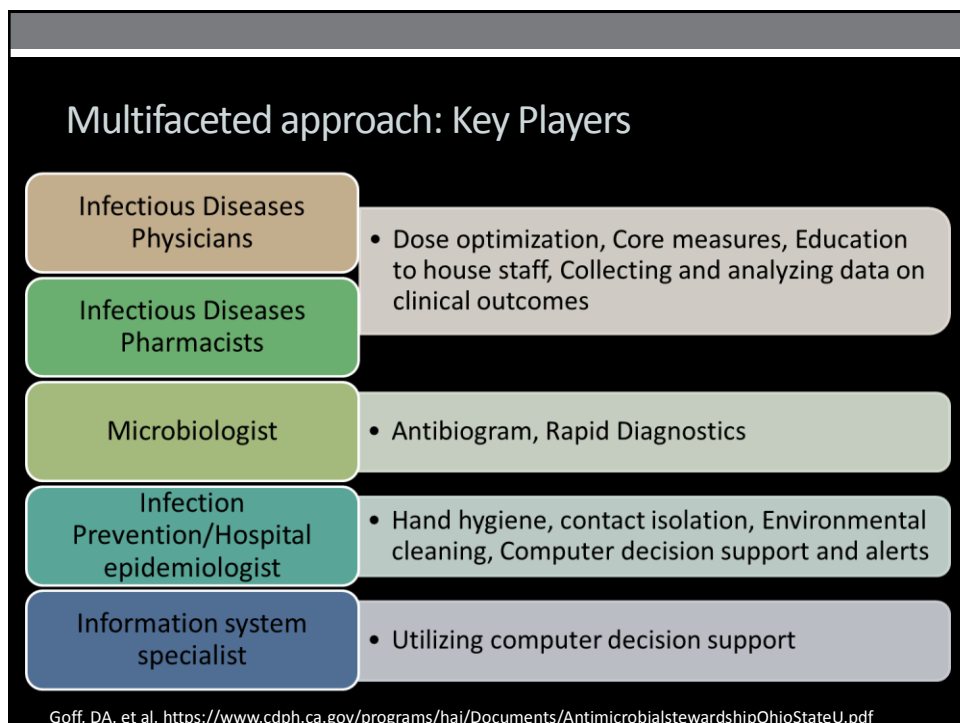 Multifaceted approach: Key Players
Infectious Diseases
Physicians
• Dose optimization, Core measures, Education
to house staff, Collecting and analyzing data on
clinical outcomes
Infectious Diseases
Pharmacists
Microbiologist
• Antibiogram, Rapid Diagnostics
Infection
Prevention/Hospital
epidemiologist
• Hand hygiene, contact isolation, Environmental
cleaning, Computer decision support and alerts
Information system
specialist
• Utilizing computer decision support
Goff, DA, et al. https://www.cdph.ca.gov/programs/hai/Documents/AntimicrobialstewardshipOhioStateU.pdf